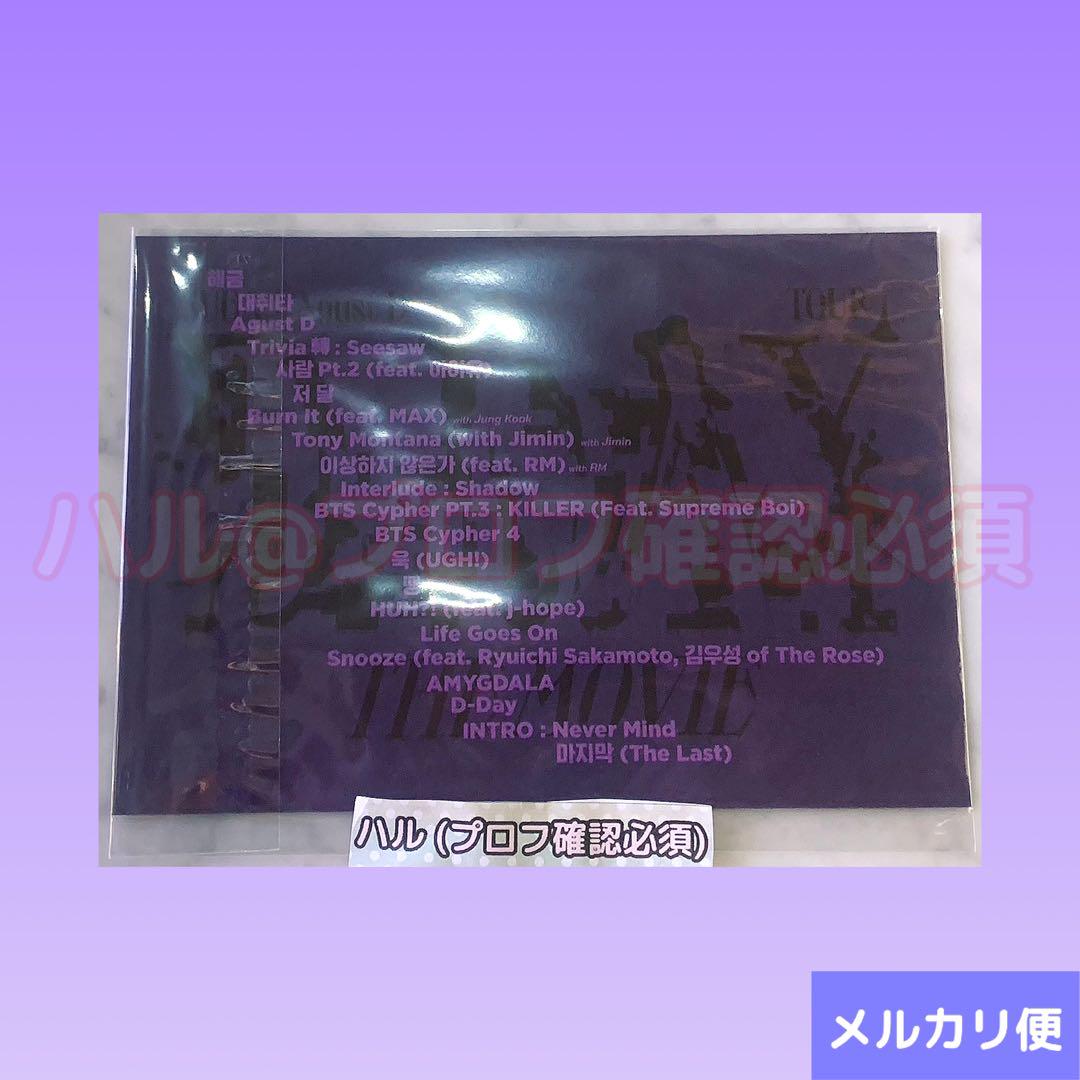 해금
대취타
Agust D
TOUR
Trivia 轉 : Seesaw
사람 Pt.2 (feat. 아이유)
저 달
Burn It (feat. MAX) with Jung Kook
Tony Montana (with Jimin) with Jimin
이상하지 않은가 (feat. RM) with RM
Interlude : Shadow
BTS Cypher PT.3 : KILLER (Feat. Supreme Boi)
ハル@プロフ確認必須
BTS Cypher 4
욱 (UGH!)
HUH?! (feat. j-hope)
Life Goes On
Snooze (feat. Ryuichi Sakamoto, 김우성 of The Rose)
AMYGDALA
D-Day
THE MOVIE
INTRO : Never Mind
마지막 (The Last)
ハル (プロフ確認必須)
メルカリ便